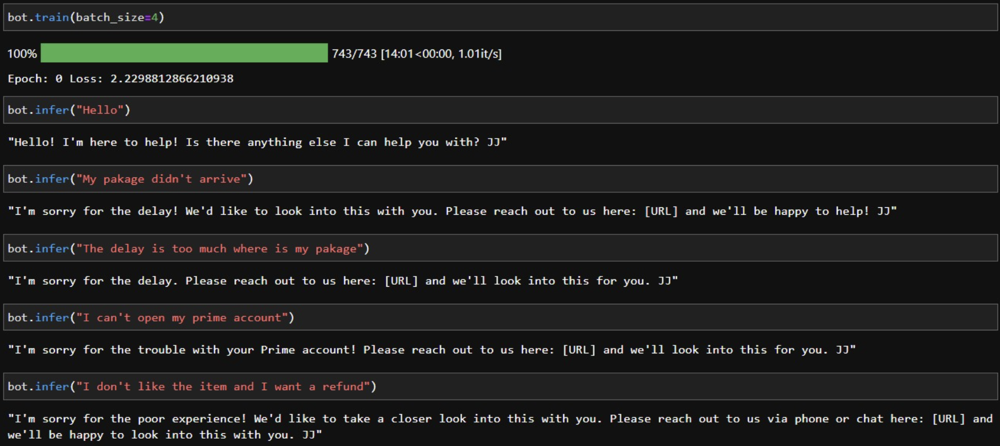 bot.train(batch_size=4)
100% 743/743 [14:01<00:00, 1.01it/s]
Epoch: 0 Loss: 2.2298812866210938
bot.infer("Hello")
"Hello! I'm here to help! Is there anything else I can help you with? JJ"
bot.infer("My pakage didn't arrive")
"I'm sorry for the delay! We'd like to look into this with you. Please reach out to us here: [URL] and we'll be happy to help! JJ"
bot.infer("The delay is too much where is my pakage")
"I'm sorry for the delay. Please reach out to us here: [URL] and we'll look into this for you. JJ"
bot.infer("I can't open my prime account")
"I'm sorry for the trouble with your Prime account! Please reach out to us here: [URL] and we'll look into this for you. JJ"
bot.infer("I don't like the item and I want a refund")
"I'm sorry for the poor experience! We'd like to take a closer look into this with you. Please reach out to us via phone or chat here: [URL] and
we'll be happy to look into this with you. JJ"